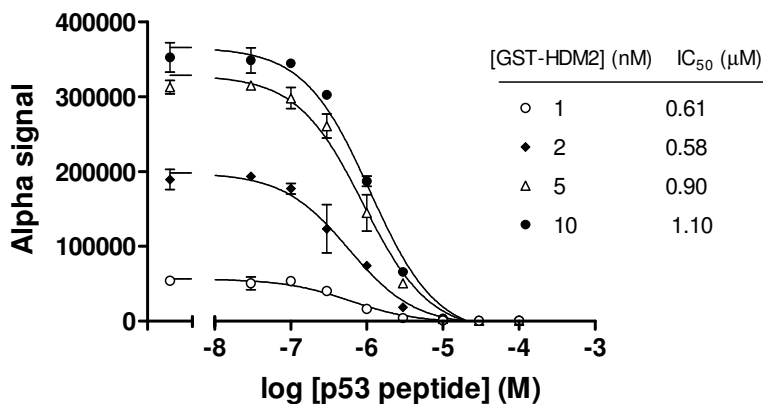 400000
300000
200000
100000
0
Alpha signal
-8 -7 -6 -5 -4 -3
log [p53 peptide] (M)
[GST-HDM2] (nM) IC50 (μM)
1 0.61
2 0.58
5 0.90
10 1.10